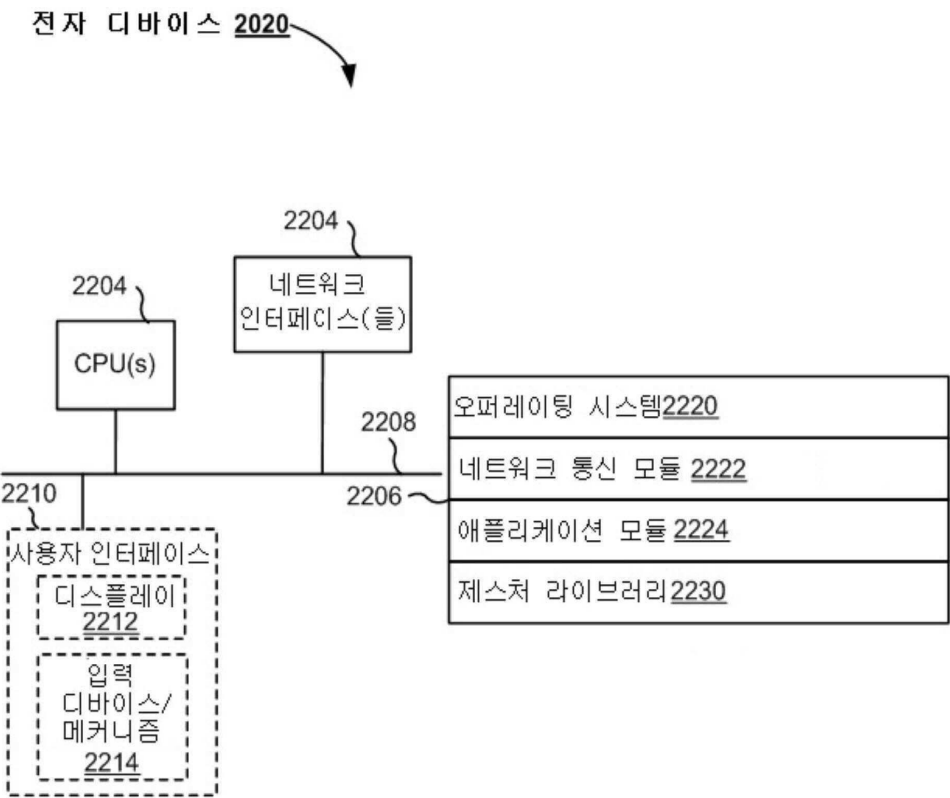 전자 디바이스 2020
2204
네트워크
인터페이스(들)
2204
CPU(s)
2208
2210
사용자 인터페이스
디스플레이
2212
입력
디바이스/
메커니즘
2214
2206
오퍼레이팅 시스템2220
네트워크 통신 모듈 2222
애플리케이션 모듈 2224
제스처 라이브러리2230